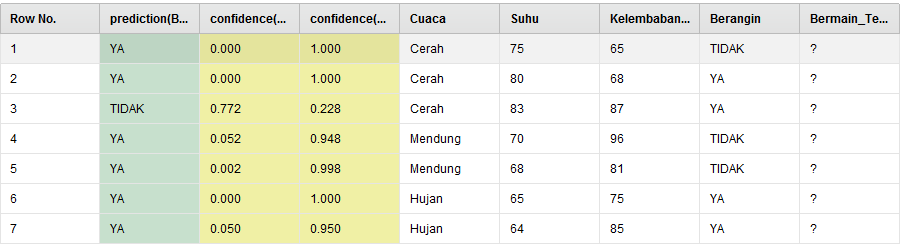 Row No. prediction(B... confidence(... confidence(... Cuaca Suhu Kelembaban... Berangin Bermain_Te...
1 YA 0.000 1.000 Cerah 75 65 TIDAK ?
2 YA 0.000 1.000 Cerah 80 68 YA ?
3 TIDAK 0.772 0.228 Cerah 83 87 YA ?
4 YA 0.052 0.948 Mendung 70 96 TIDAK ?
5 YA 0.002 0.998 Mendung 68 81 TIDAK ?
6 YA 0.000 1.000 Hujan 65 75 YA ?
7 YA 0.050 0.950 Hujan 64 85 YA ?